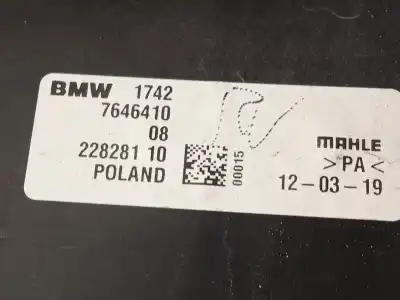 BMW 1742
7646410
08
228281 10
POLAND
00015
MAHLE
>PA<
12-03-19